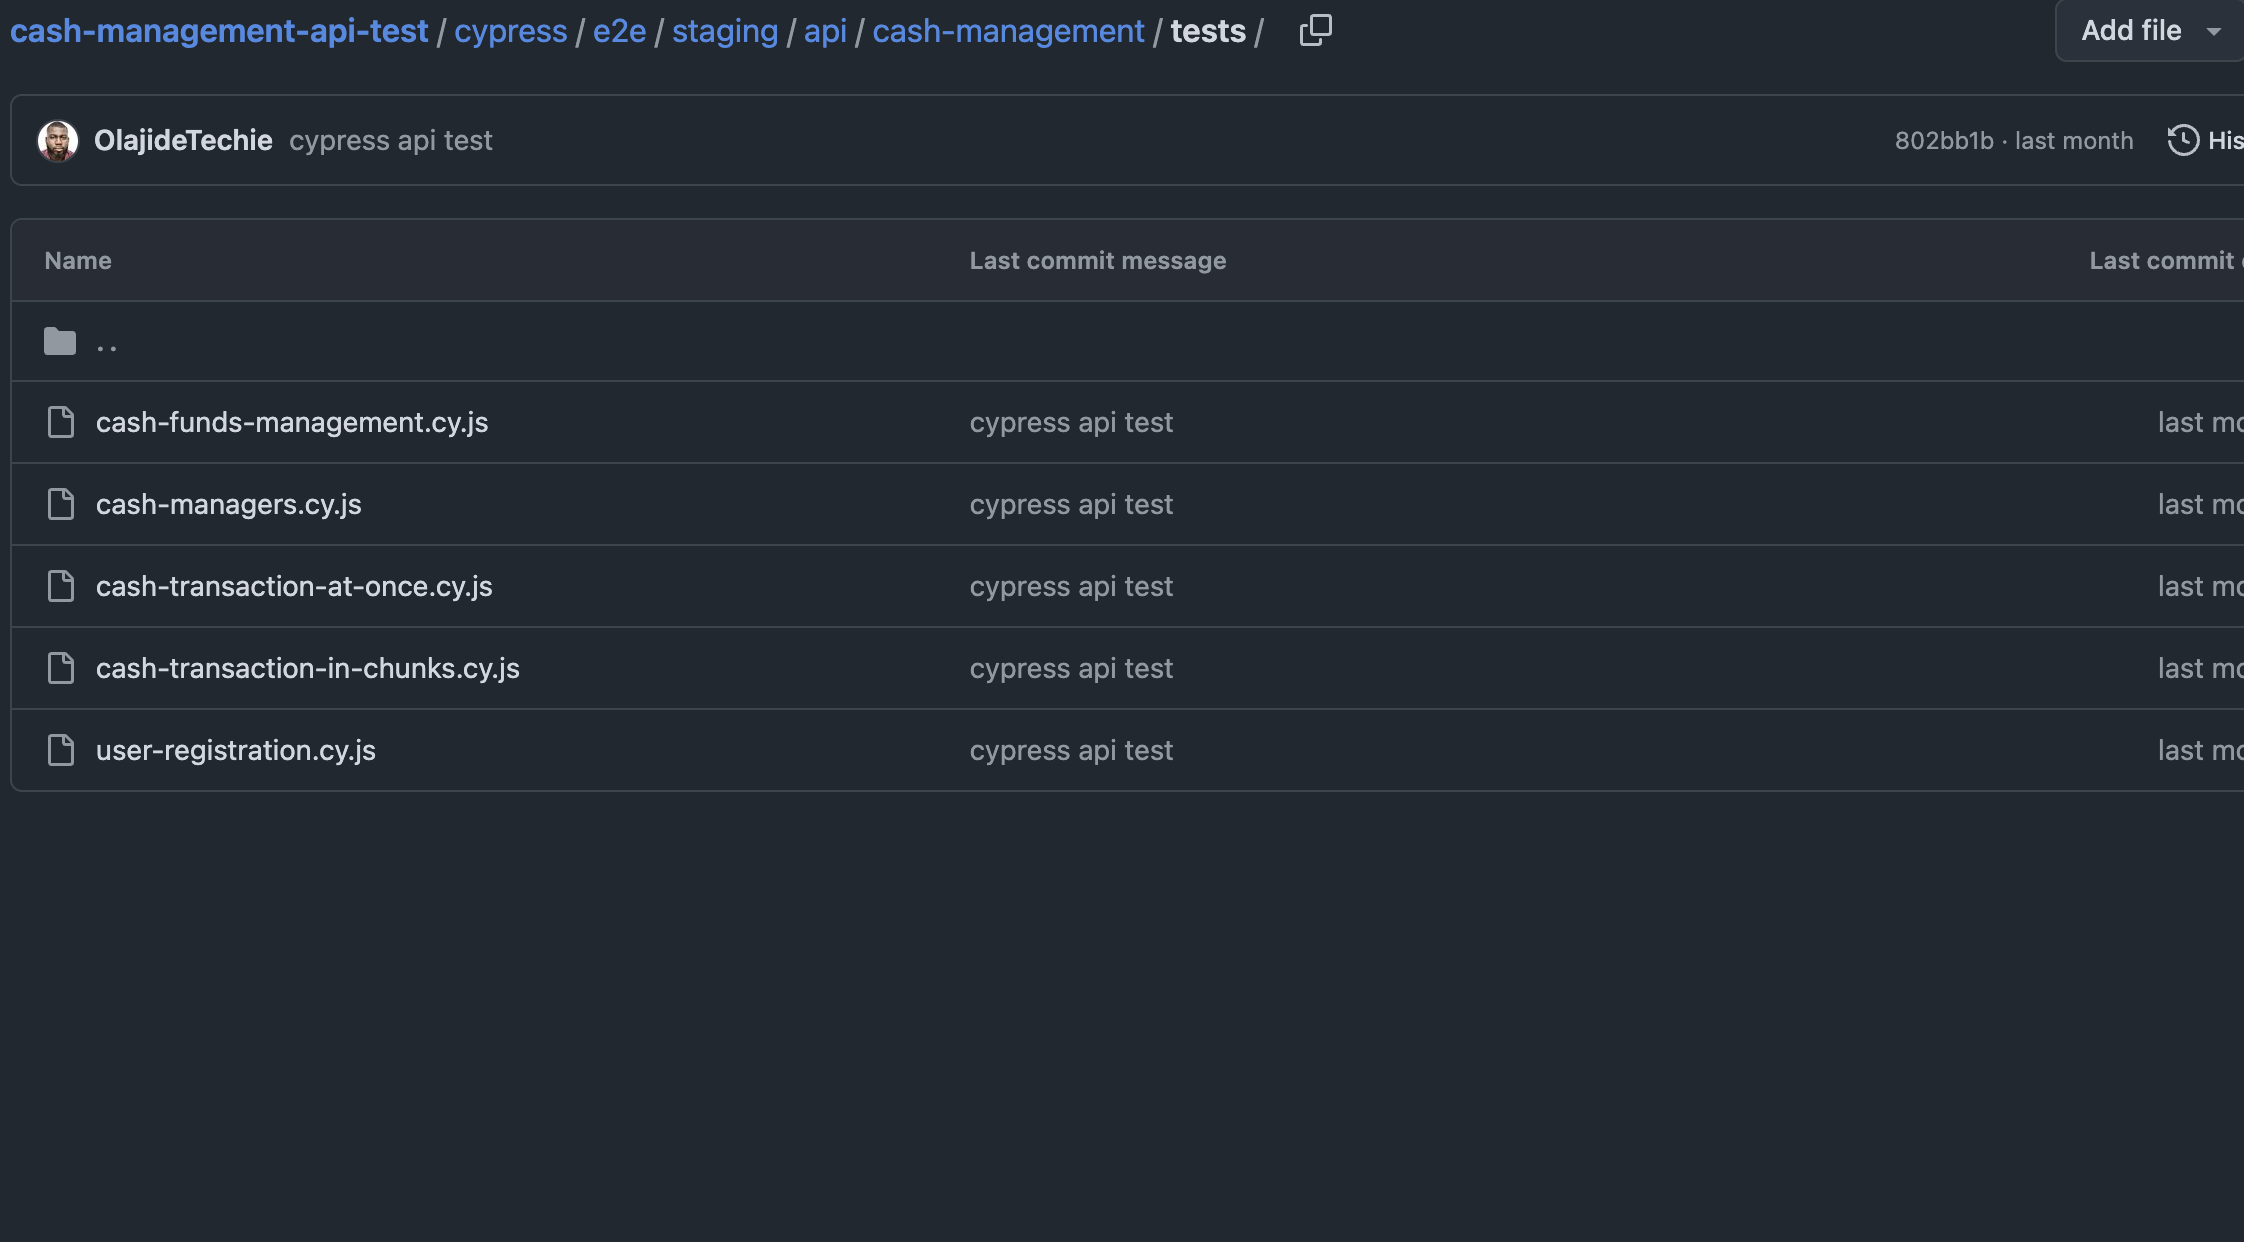 cash-management-api-test / cypress / e2e / staging / api / cash-management / tests /
Add file
OlajideTechie cypress api test
802bb1b · last month
His
Name Last commit message Last commit
..
cash-funds-management.cy.js cypress api test last mo
cash-managers.cy.js cypress api test last mo
cash-transaction-at-once.cy.js cypress api test last mo
cash-transaction-in-chunks.cy.js cypress api test last mo
user-registration.cy.js cypress api test last mo